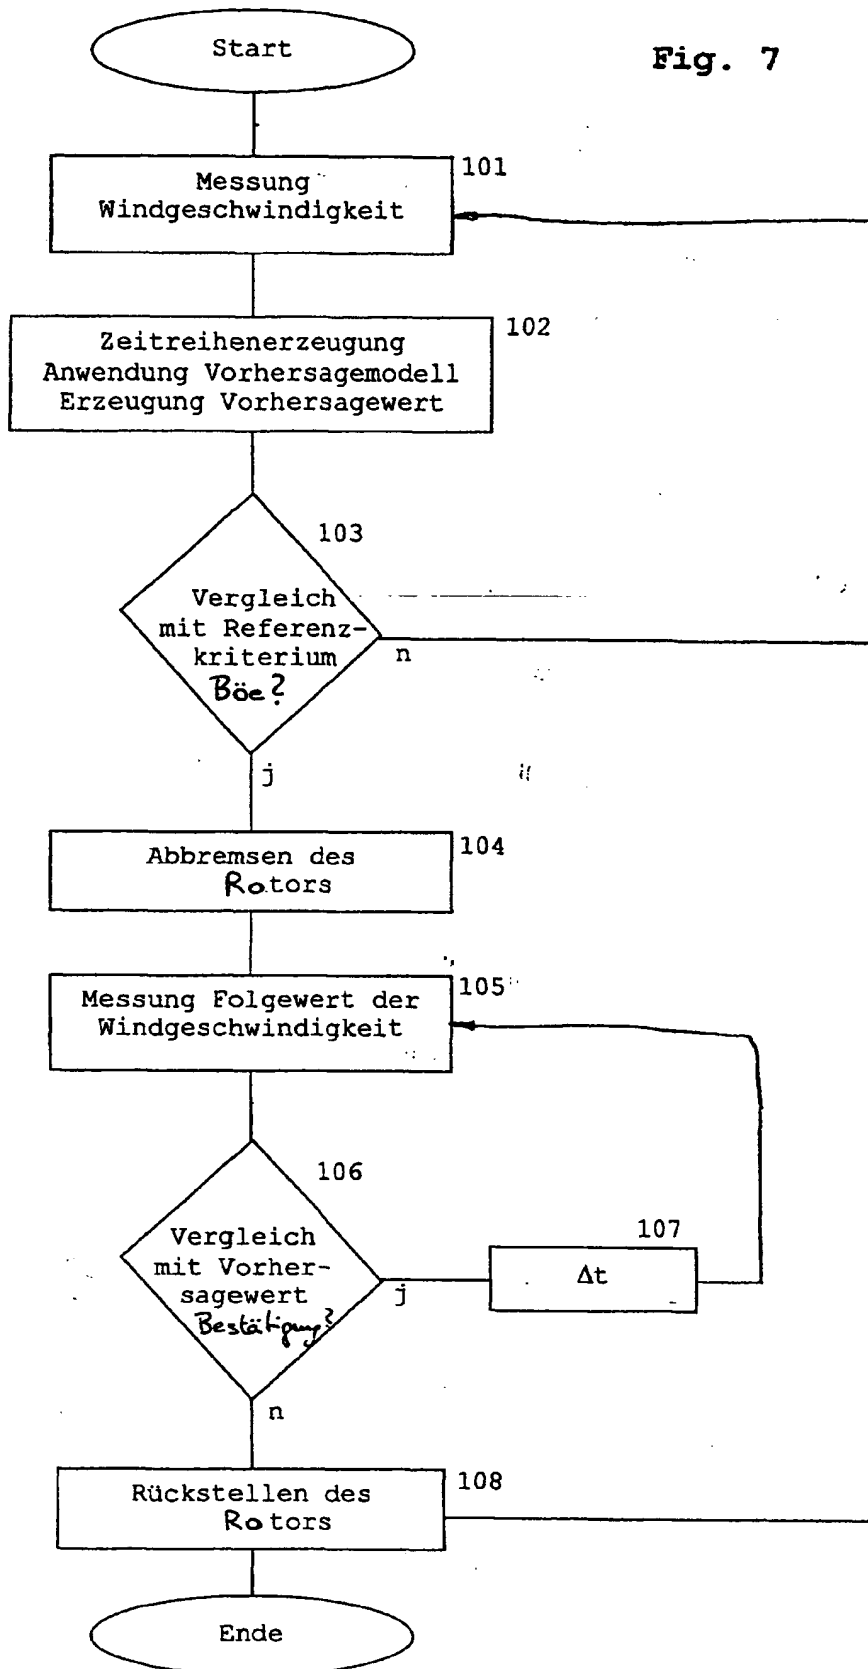 Start
Fig. 7
101
Messung
Windgeschwindigkeit
102
Zeitreihenerzeugung
Anwendung Vorhersagemodell
Erzeugung Vorhersagewert
103
Vergleich
mit Referenz-
kriterium
Böe?
n
j
104
Abbremsen des
Rotors
105
Messung Folgewert der
Windgeschwindigkeit
106
Vergleich
mit Vorher-
sagewert
Bestätigung?
j
107
Δt
n
108
Rückstellen des
Rotors
Ende